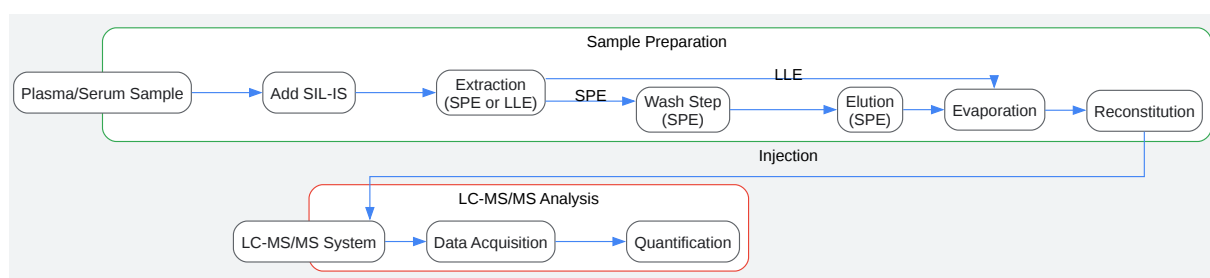 Sample Preparation
Plasma/Serum Sample
Add SIL-IS
Extraction
(SPE or LLE)
LLE
SPE
Wash Step
(SPE)
Elution
(SPE)
Evaporation
Reconstitution
Injection
LC-MS/MS Analysis
LC-MS/MS System
Data Acquisition
Quantification